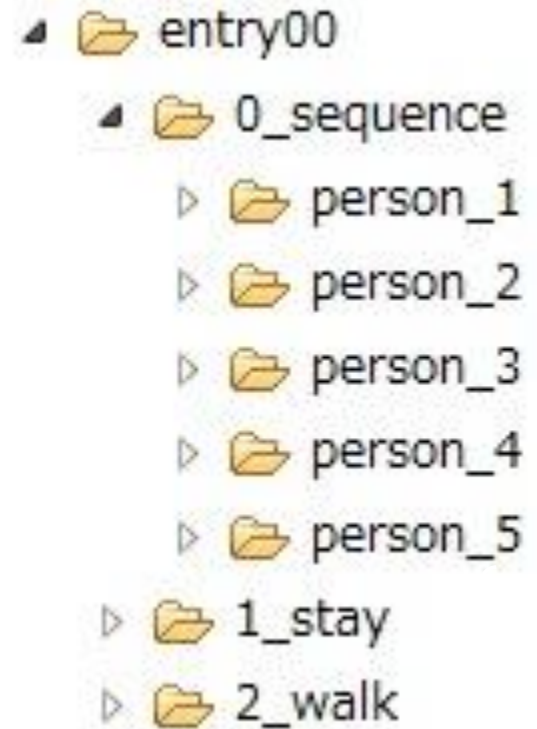 entry00
0_sequence
person_1
person_2
person_3
person_4
person_5
1_stay
2_walk